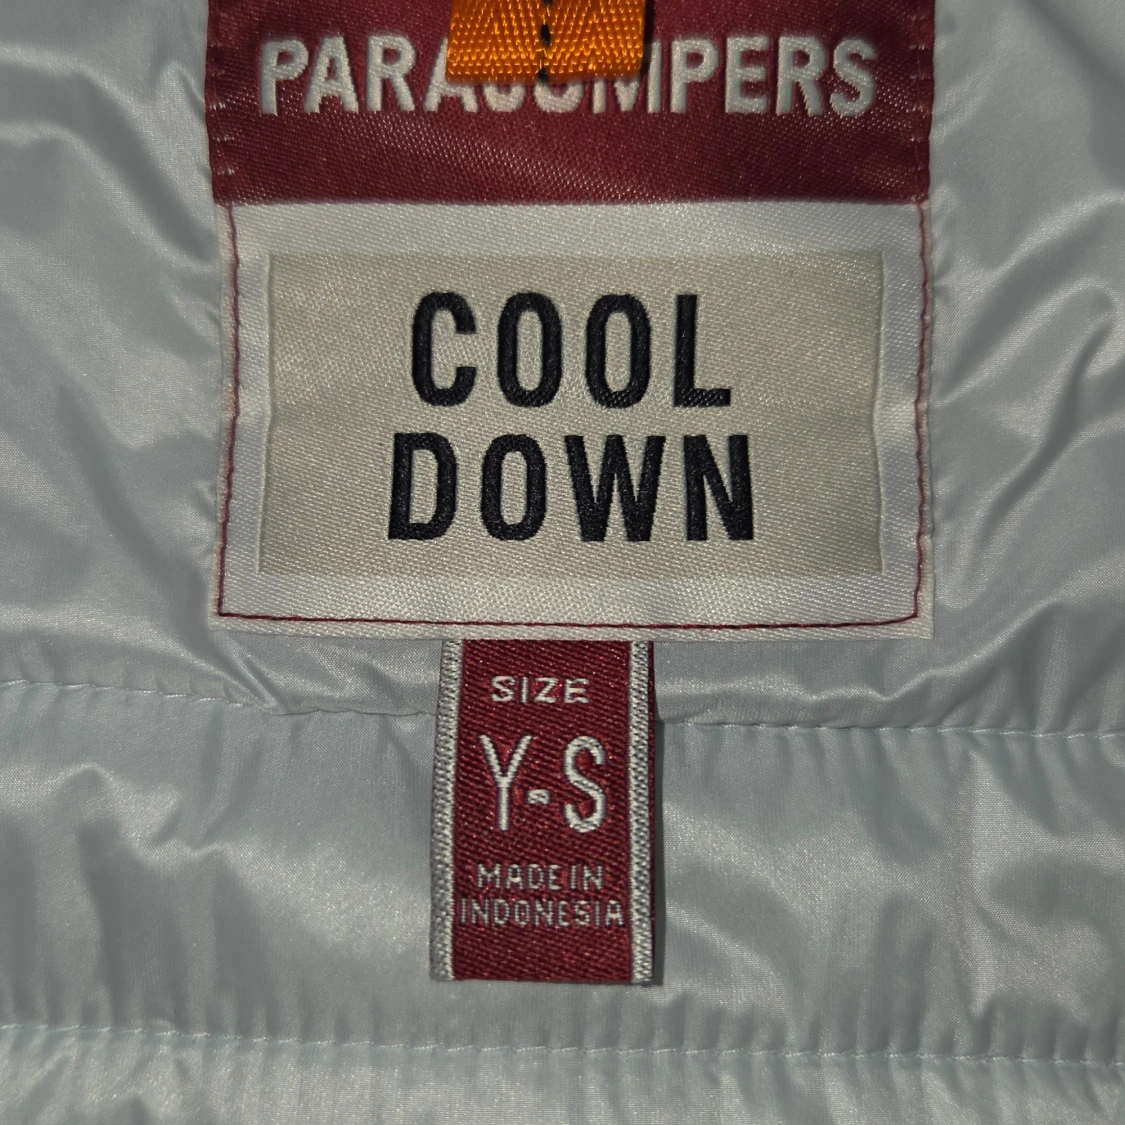 PARAJUMPERS
COOL
DOWN
SIZE
Y-S
MADE IN
INDONESIA